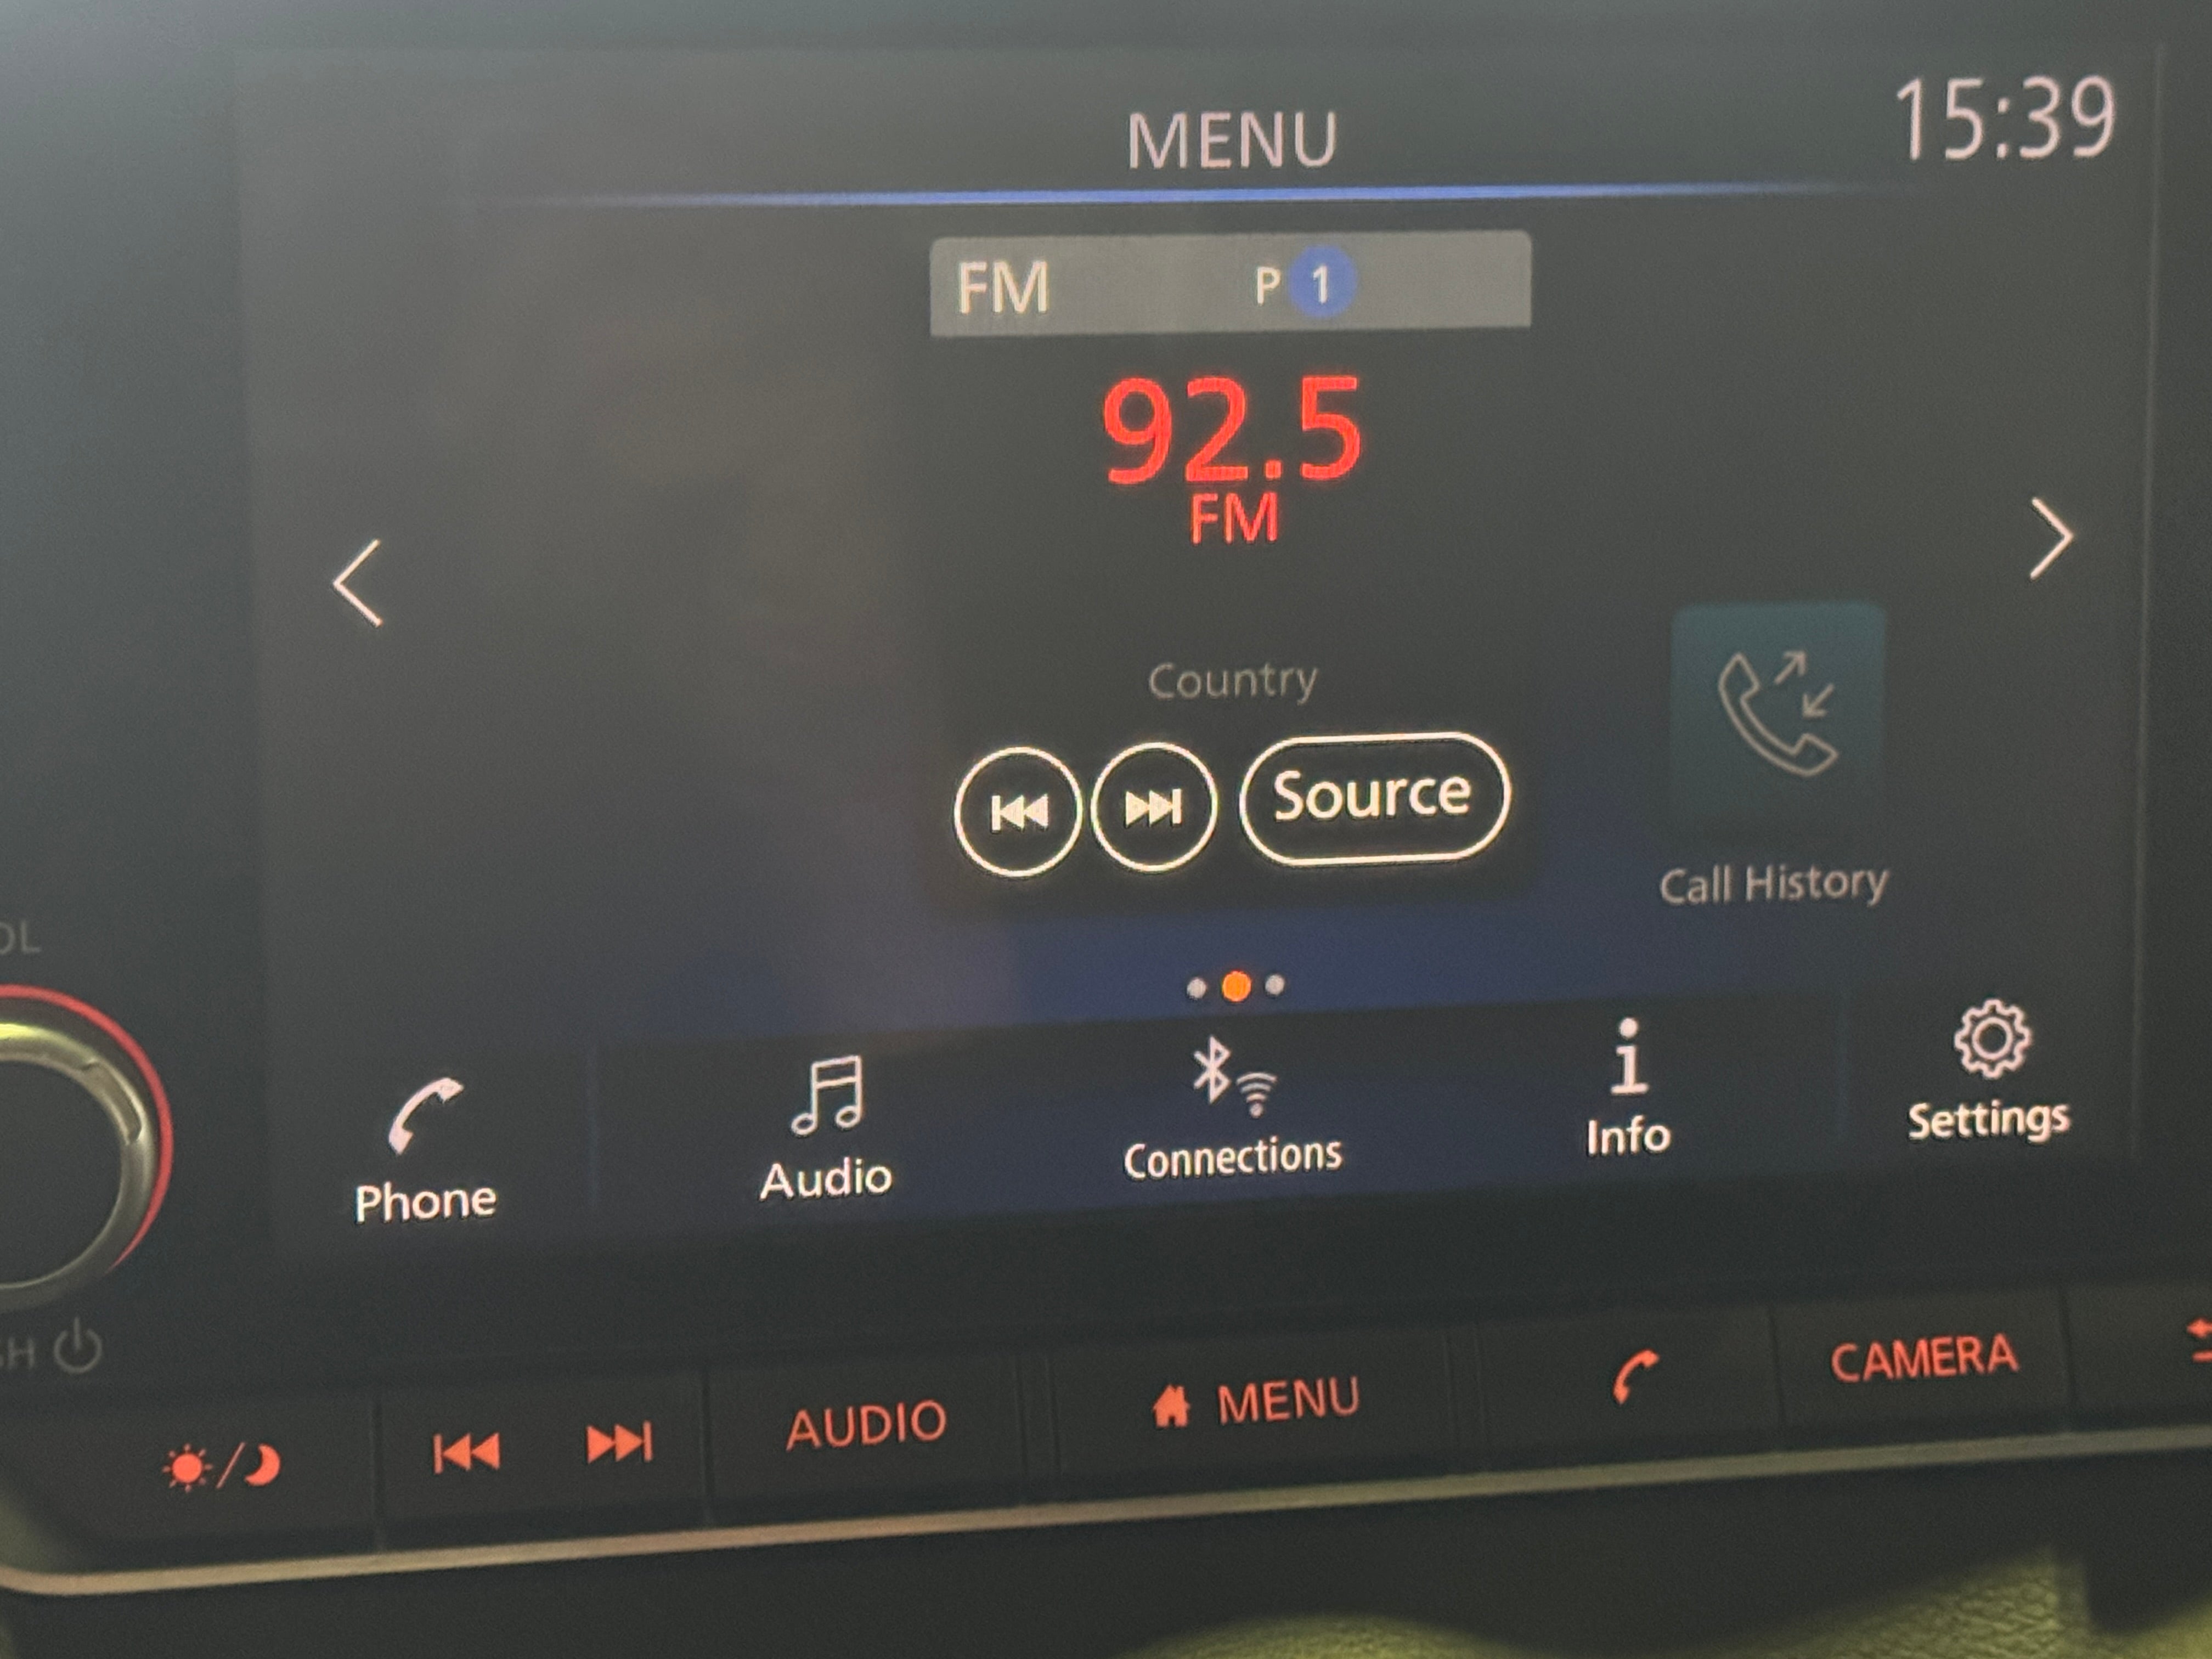 MENU
15:39
FM P 1
92.5
FM
Country
Source
Call History
Phone
Audio
Connections
Info
Settings
AUDIO
MENU
CAMERA